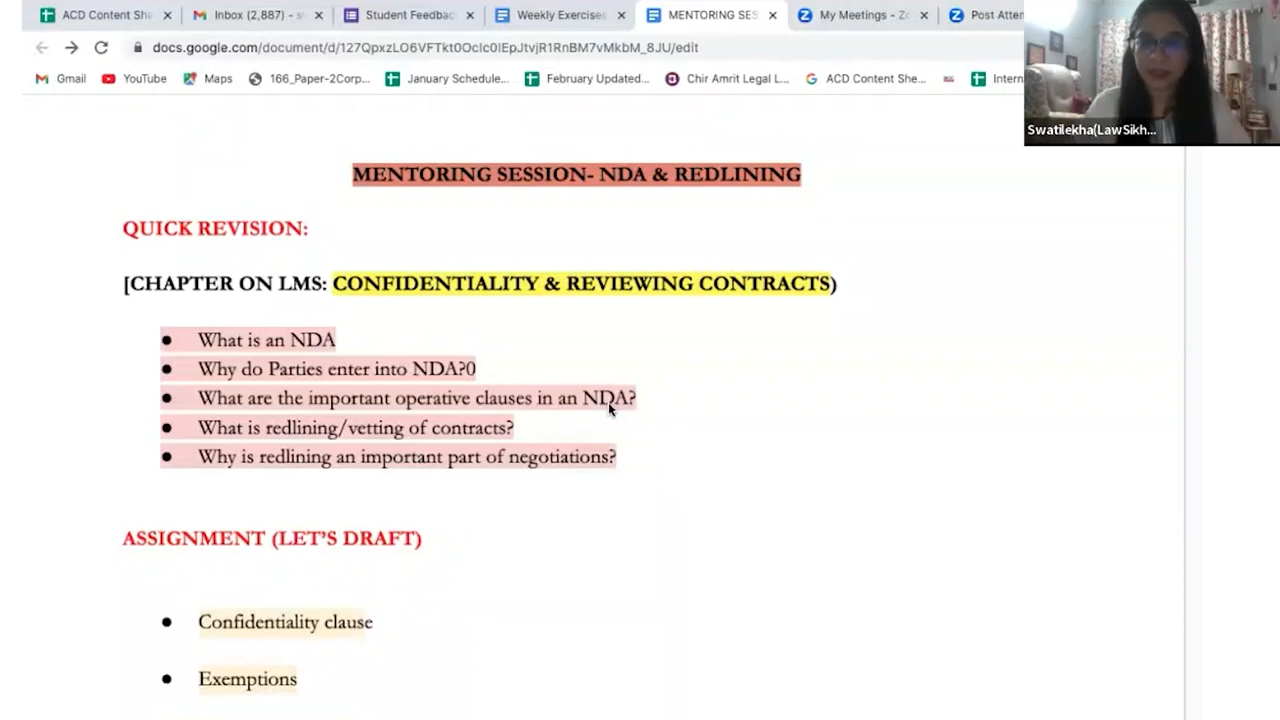 ACD Content She
Inbox (2,887) - s
Student Feedbac
Weekly Exercises
MENTORING SES
My Meetings - Zo
Post Atten
docs.google.com/document/d/127QpxzLO6VFTkt0Oclc0IEpJtvjR1RnBM7vMkbM_8JU/edit
Gmail
YouTube
Maps
166_Paper-2Corp...
January Schedule...
February Updated...
Chir Amrit Legal L...
ACD Content She...
Intern
Swatilekha(LawSikh...
MENTORING SESSION- NDA & REDLINING
QUICK REVISION:
[CHAPTER ON LMS: CONFIDENTIALITY & REVIEWING CONTRACTS)
● What is an NDA
● Why do Parties enter into NDA?0
● What are the important operative clauses in an NDA?
● What is redlining/vetting of contracts?
● Why is redlining an important part of negotiations?
ASSIGNMENT (LET'S DRAFT)
● Confidentiality clause
● Exemptions